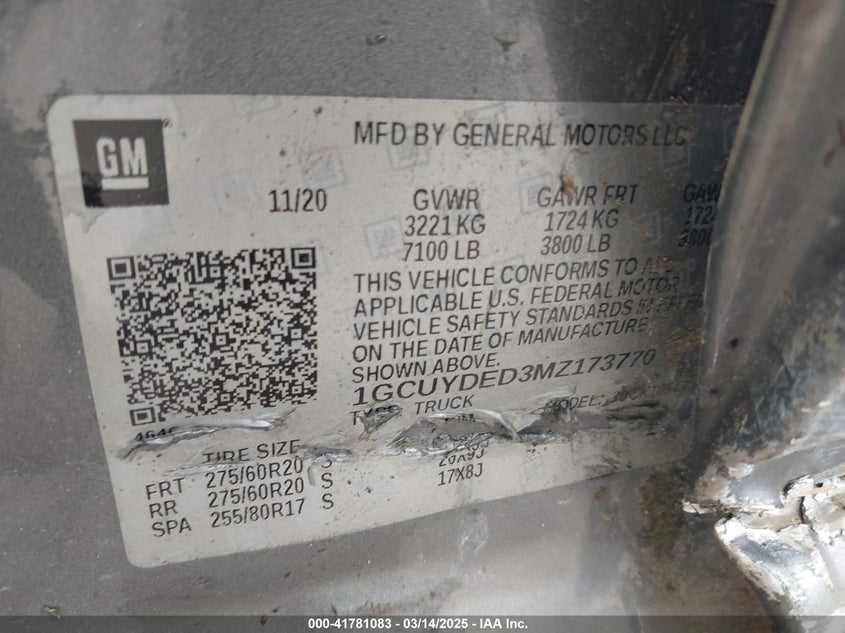 GM
MFD BY GENERAL MOTORS LLC
11/20 GVWR GAWR FRT
3221 KG 1724 KG
7100 LB 3800 LB
THIS VEHICLE CONFORMS TO ALL
APPLICABLE U.S. FEDERAL MOTOR
VEHICLE SAFETY STANDARDS IN
ON THE DATE OF MANUFACTURE
SHOWN ABOVE.
1GCUYDED3MZ173770
TYPE: TRUCK MODEL:
TIRE SIZE
FRT 275/60R20 S
RR 275/60R20 S
SPA 255/80R17 S 17X8J
000-41781083 - 03/14/2025 - IAA Inc.